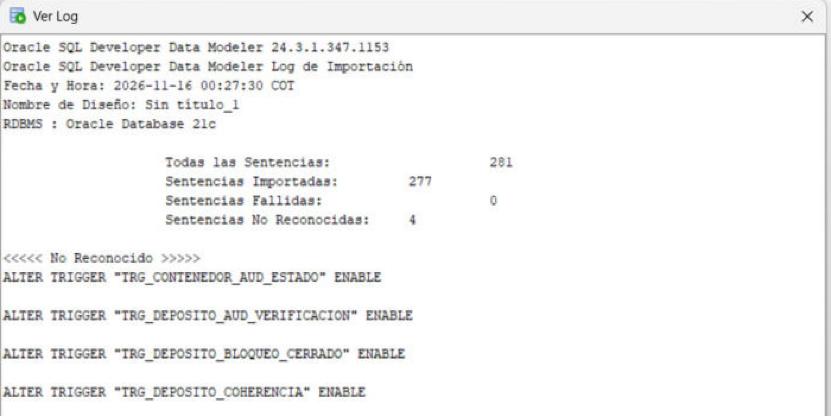 Ver Log
Oracle SQL Developer Data Modeler 24.3.1.347.1153
Oracle SQL Developer Data Modeler Log de Importación
Fecha y Hora: 2026-11-16 00:27:30 COT
Nombre de Diseño: Sin título_1
RDBMS : Oracle Database 21c
Todas las Sentencias: 281
Sentencias Importadas: 277
Sentencias Fallidas: 0
Sentencias No Reconocidas: 4
<<<<< No Reconocido >>>>>
ALTER TRIGGER "TRG_CONTENEDOR_AUD_ESTADO" ENABLE
ALTER TRIGGER "TRG_DEPOSITO_AUD_VERIFICACION" ENABLE
ALTER TRIGGER "TRG_DEPOSITO_BLOQUEO_CERRADO" ENABLE
ALTER TRIGGER "TRG_DEPOSITO_COHERENCIA" ENABLE